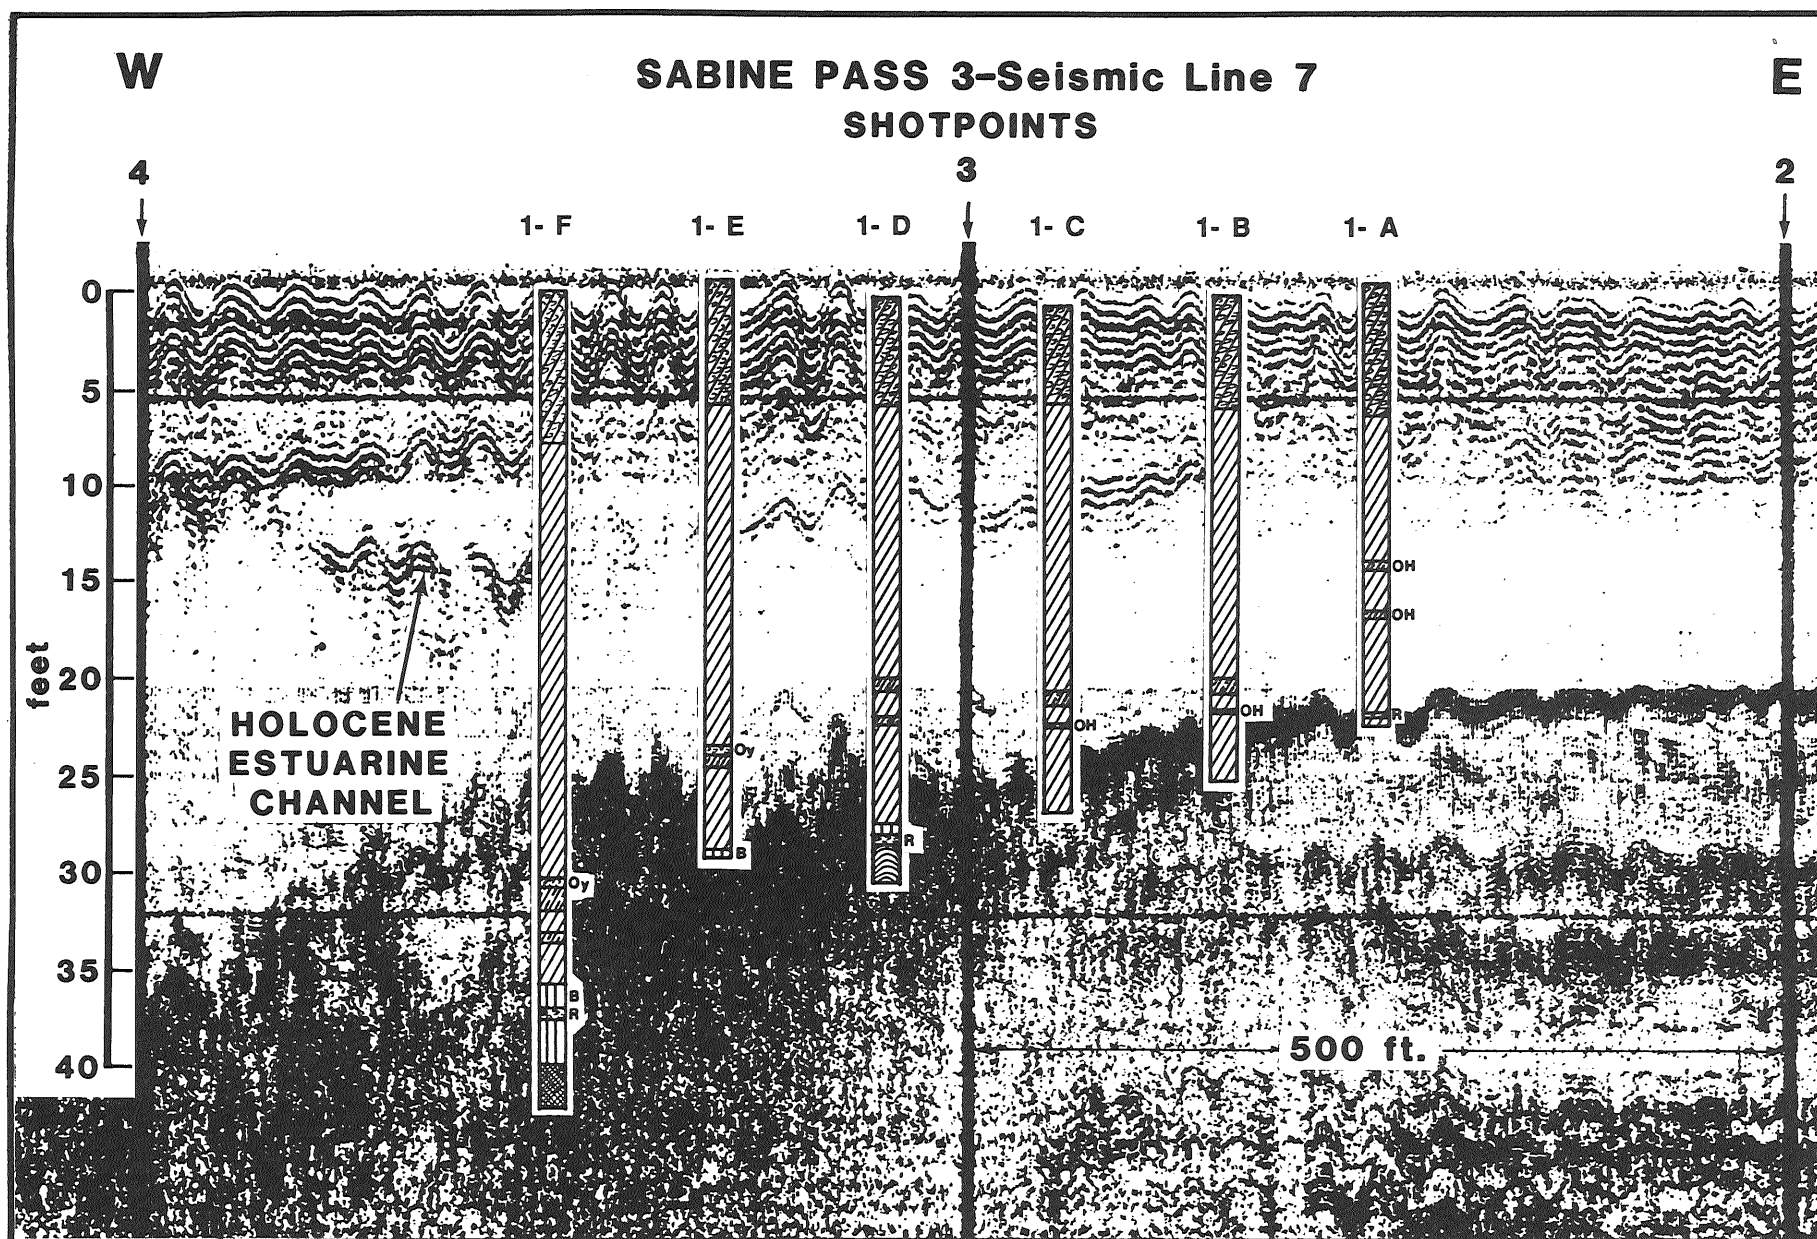 W
SABINE PASS 3-Seismic Line 7
E
SHOTPOINTS
4
3
2
1- F
1- E
1- D
1- C
1- B
1- A
0
5
10
15
20
25
30
35
40
feet
HOLOCENE
ESTUARINE
CHANNEL
OH
OH
R
OH
OH
Oy
R
B
Oy
B
R
500 ft.